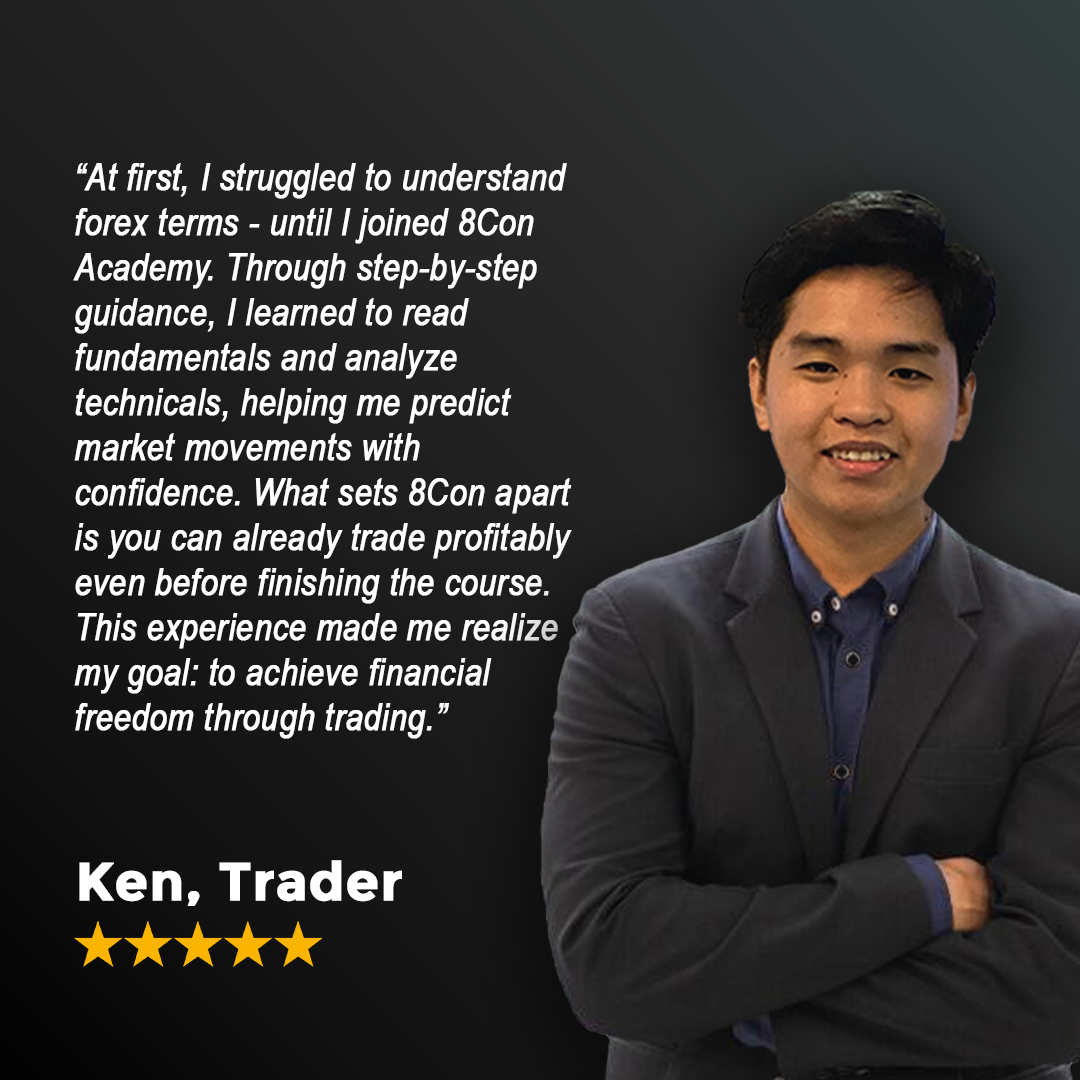 “At first, I struggled to understand
forex terms - until I joined 8Con
Academy. Through step-by-step
guidance, I learned to read
fundamentals and analyze
technicals, helping me predict
market movements with
confidence. What sets 8Con apart
is you can already trade profitably
even before finishing the course.
This experience made me realize
my goal: to achieve financial
freedom through trading.”
Ken, Trader